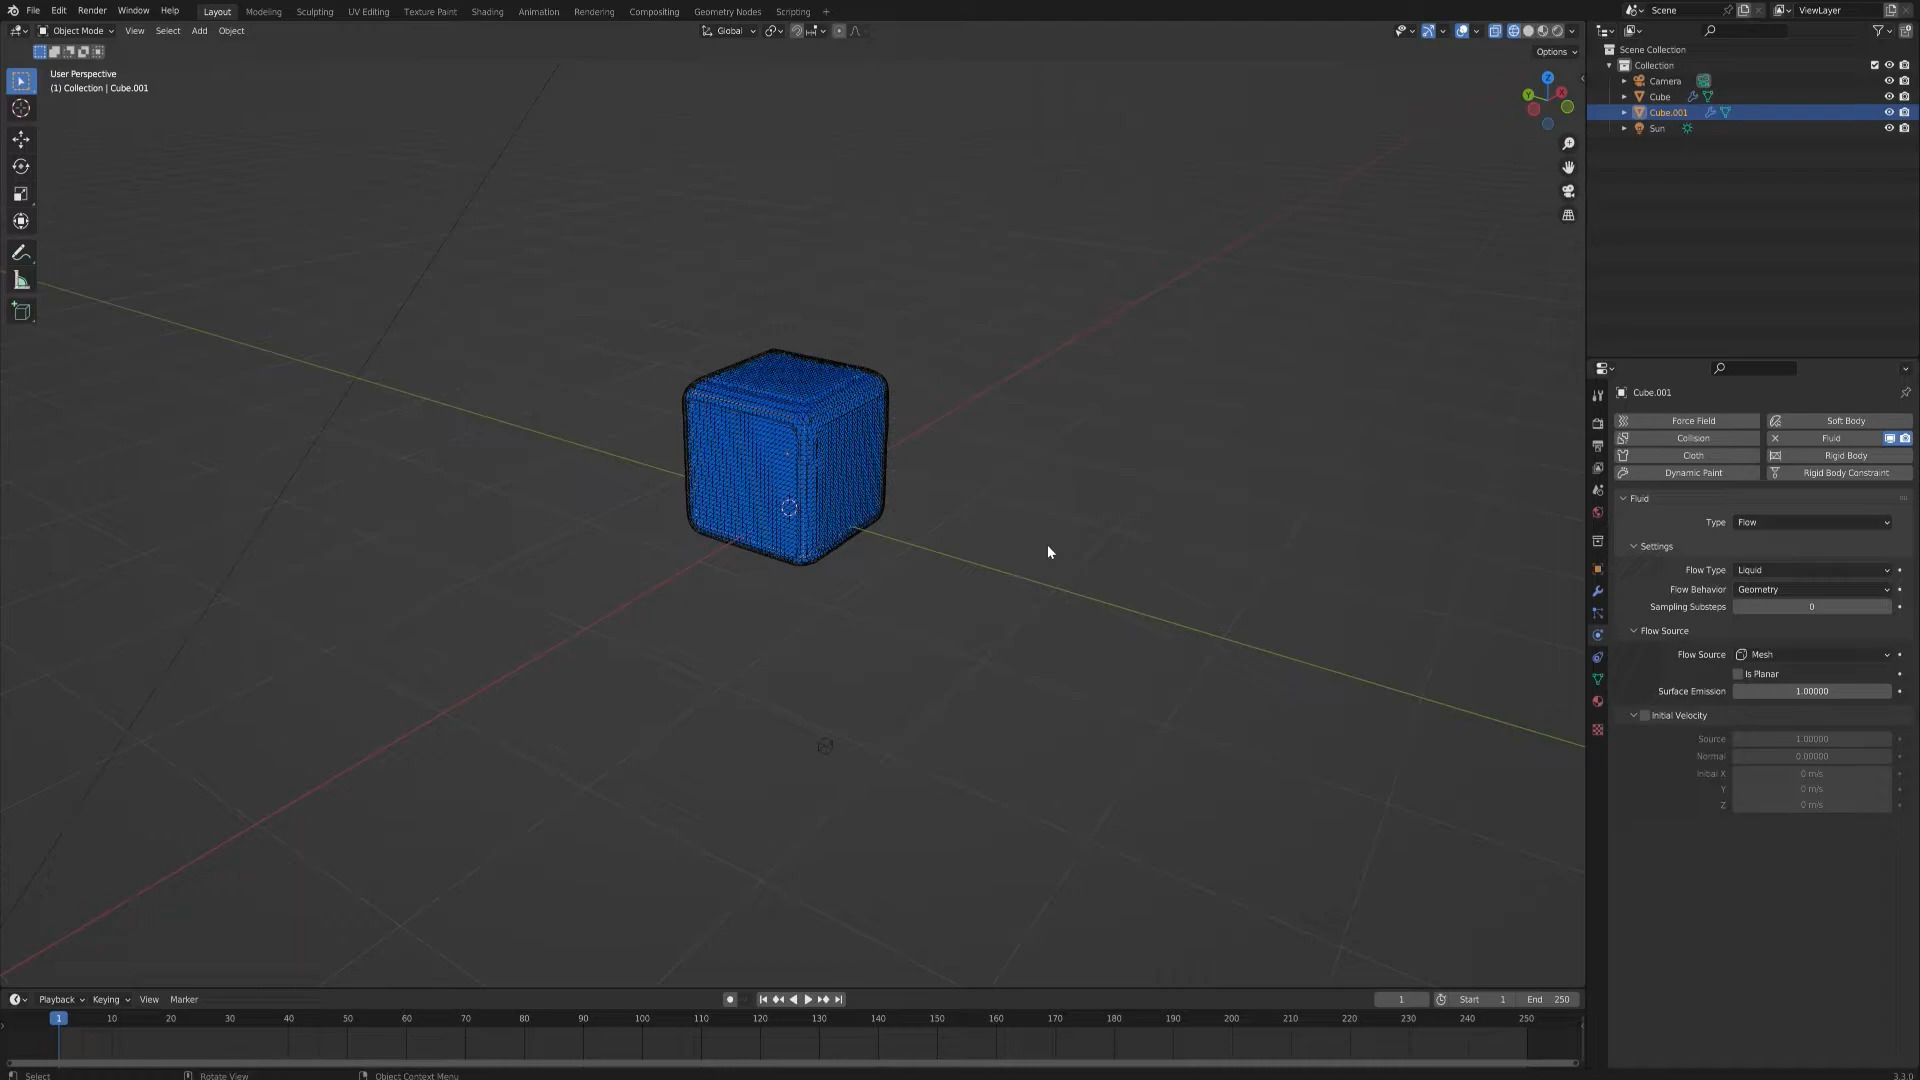 File Edit Render Window Help Layout Modeling Sculpting UV Editing Texture Paint Shading Animation Rendering Compositing Geometry Nodes Scripting + Scene ViewLayer
Object Mode View Select Add Object Global
Options
User Perspective
(1) Collection | Cube.001
Z
Y
X
Scene Collection
Collection
Camera
Cube
Cube.001
Sun
Cube.001
Force Field Soft Body
Collision Fluid
Cloth Rigid Body
Dynamic Paint Rigid Body Constraint
Fluid
Type Flow
Settings
Flow Type Liquid
Flow Behavior Geometry
Sampling Substeps 0
Flow Source
Flow Source Mesh
Is Planar
Surface Emission 1.00000
Initial Velocity
Source 1.00000
Normal 0.00000
Initial X 0 m/s
Y 0 m/s
Z 0 m/s
Playback Keying View Marker 1 Start 1 End 250
1 10 20 30 40 50 60 70 80 90 100 110 120 130 140 150 160 170 180 190 200 210 220 230 240 250
Select Rotate View Object Context Menu 3.3.0